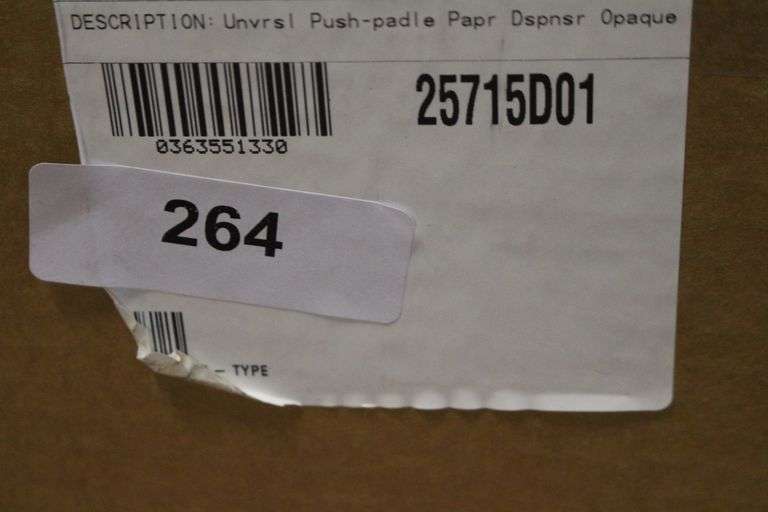 DESCRIPTION: Unvrsl Push-padle Papr Dspnsr Opaque
25715D01
0363551330
264
- TYPE